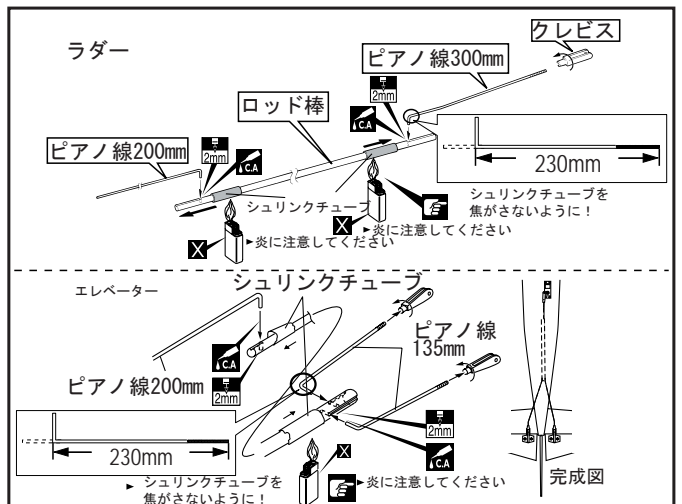 ラダー
クレビス
ピアノ線300mm
2mm
C.A
ロッド棒
ピアノ線200mm
2mm
C.A
230mm
シュリンクチューブ
シュリンクチューブを
焦がさないように！
X
X
▸炎に注意してください
▸炎に注意してください
エレベーター
シュリンクチューブ
ピアノ線
135mm
C.A
ピアノ線200mm
2mm
2mm
C.A
230mm
X
▸ シュリンクチューブを
焦がさないように！
▸炎に注意してください
完成図